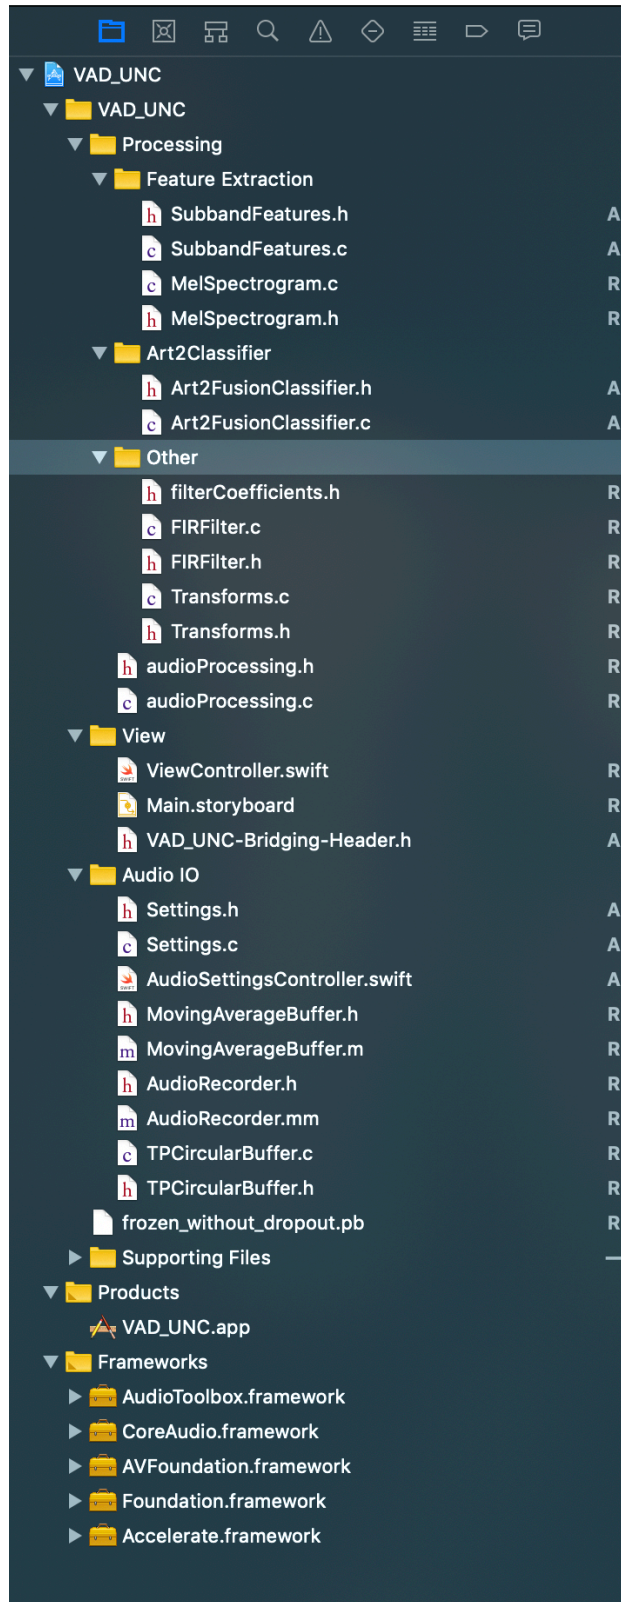 VAD_UNC
VAD_UNC
Processing
Feature Extraction
h SubbandFeatures.h A
c SubbandFeatures.c A
c MelSpectrogram.c R
h MelSpectrogram.h R
Art2Classifier
h Art2FusionClassifier.h A
c Art2FusionClassifier.c A
Other
h filterCoefficients.h R
c FIRFilter.c R
h FIRFilter.h R
c Transforms.c R
h Transforms.h R
h audioProcessing.h R
c audioProcessing.c R
View
SWIFT ViewController.swift R
Main.storyboard R
h VAD_UNC-Bridging-Header.h A
Audio IO
h Settings.h A
c Settings.c A
SWIFT AudioSettingsController.swift A
h MovingAverageBuffer.h R
m MovingAverageBuffer.m R
h AudioRecorder.h R
m AudioRecorder.mm R
c TPCircularBuffer.c R
h TPCircularBuffer.h R
frozen_without_dropout.pb R
Supporting Files —
Products
VAD_UNC.app
Frameworks
AudioToolbox.framework
CoreAudio.framework
AVFoundation.framework
Foundation.framework
Accelerate.framework